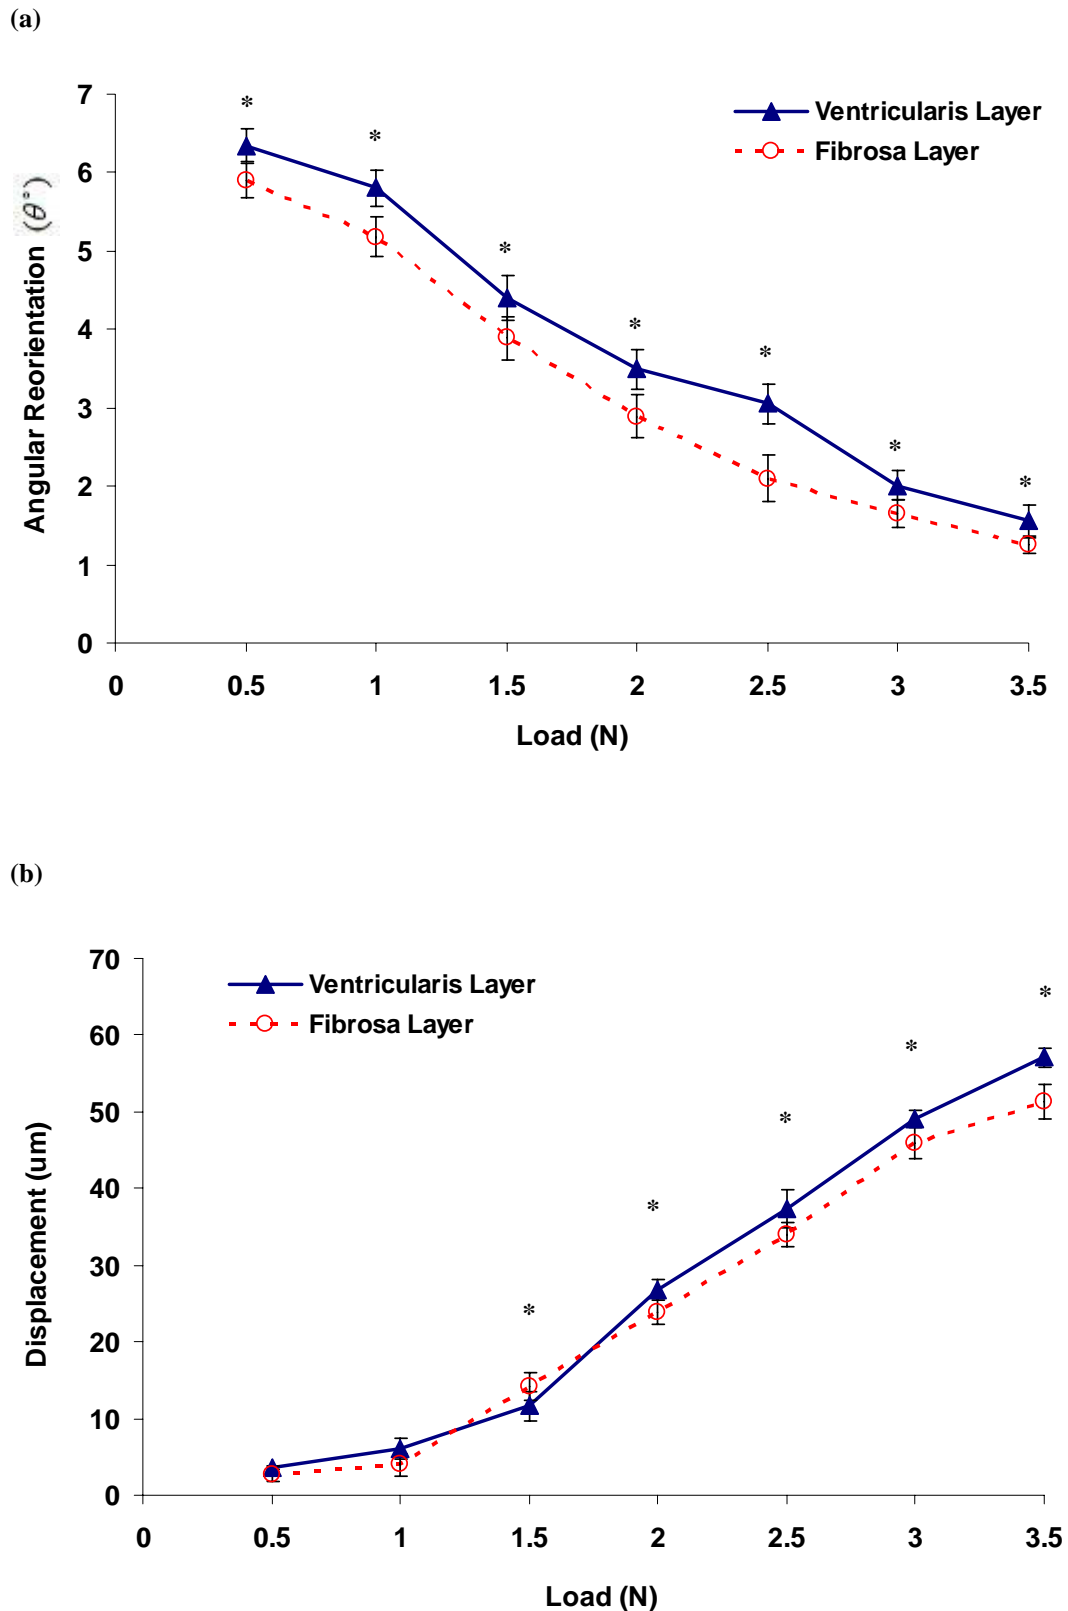 (a)
7
6
5
4
3
2
1
0
Angular Reorientation (θ°)
* * * * * * *
Ventricularis Layer
Fibrosa Layer
0 0.5 1 1.5 2 2.5 3 3.5
Load (N)
(b)
70
60
50
40
30
20
10
0
Displacement (um)
Ventricularis Layer
Fibrosa Layer
* * * * *
0 0.5 1 1.5 2 2.5 3 3.5
Load (N)